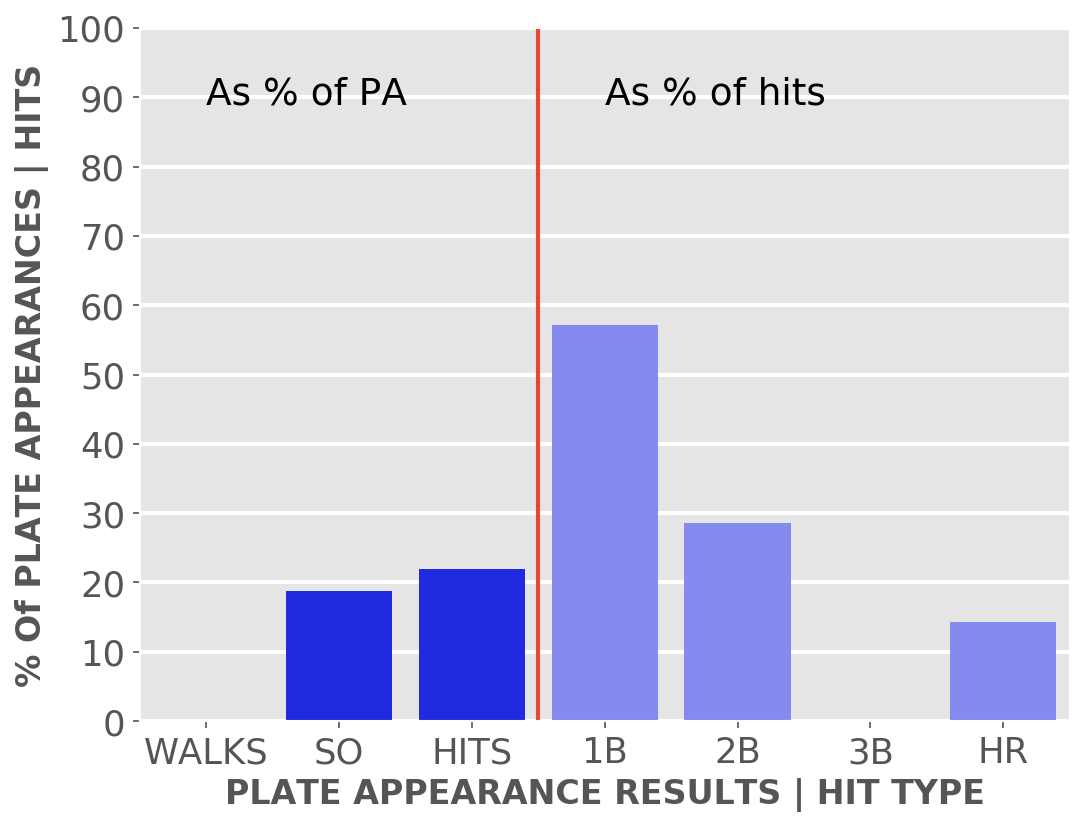 % Of PLATE APPEARANCES | HITS
100
90
80
70
60
50
40
30
20
10
0
As % of PA
As % of hits
WALKS SO HITS 1B 2B 3B HR
PLATE APPEARANCE RESULTS | HIT TYPE